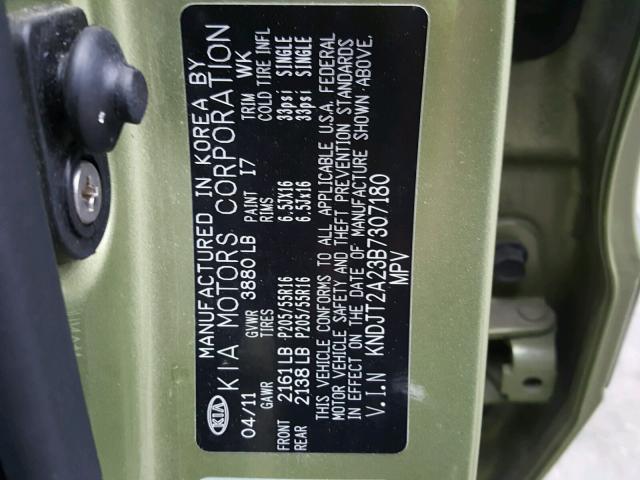 MANUFACTURED IN KOREA BY
KIA KIA MOTORS CORPORATION
04/11 GVWR 3880 LB PAINT I7 TRIM WK
GAWR TIRES RIMS COLD TIRE INFL
FRONT 2161 LB P205/55R16 6.5JX16 33psi SINGLE
REAR 2138 LB P205/55R16 6.5Jx16 33psi SINGLE
THIS VEHICLE CONFORMS TO ALL APPLICABLE U.S.A. FEDERAL
MOTOR VEHICLE SAFETY AND THEFT PREVENTION STANDARDS
IN EFFECT ON THE DATE OF MANUFACTURE SHOWN ABOVE.
V.I.N KNDJT2A23B7307180
MPV